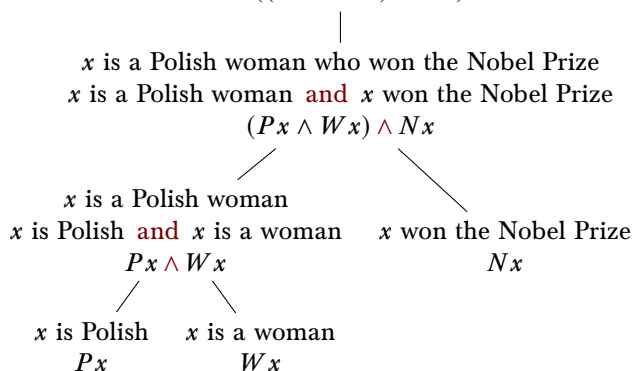 x is a Polish woman who won the Nobel Prize
x is a Polish woman and x won the Nobel Prize
(Px ∧ Wx) ∧ Nx
x is a Polish woman
x is Polish and x is a woman
Px ∧ Wx
x won the Nobel Prize
Nx
x is Polish
Px
x is a woman
Wx